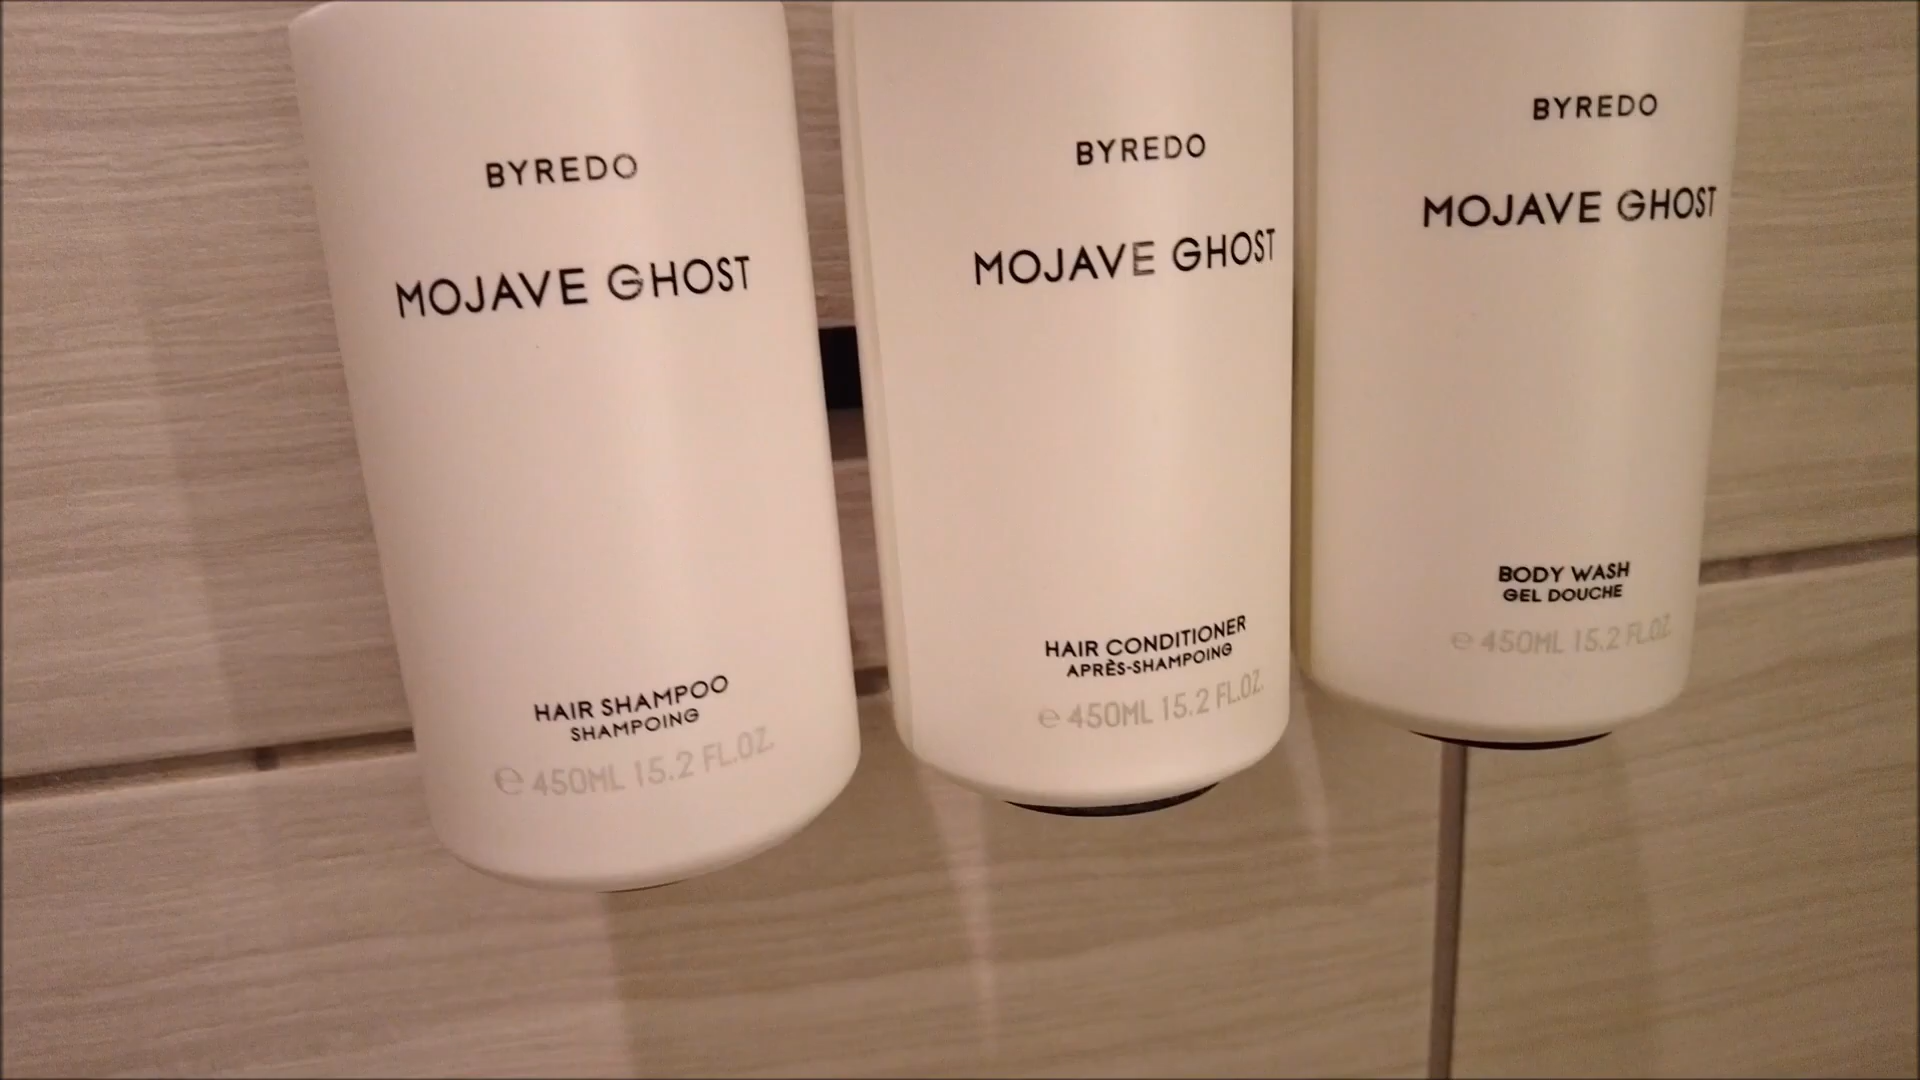 BYREDO
MOJAVE GHOST
HAIR SHAMPOO
SHAMPOING
℮ 450ML 15.2 FL.OZ.
BYREDO
MOJAVE GHOST
HAIR CONDITIONER
APRÈS-SHAMPOING
℮ 450ML 15.2 FL.OZ.
BYREDO
MOJAVE GHOST
BODY WASH
GEL DOUCHE
℮ 450ML 15.2 FL.OZ.